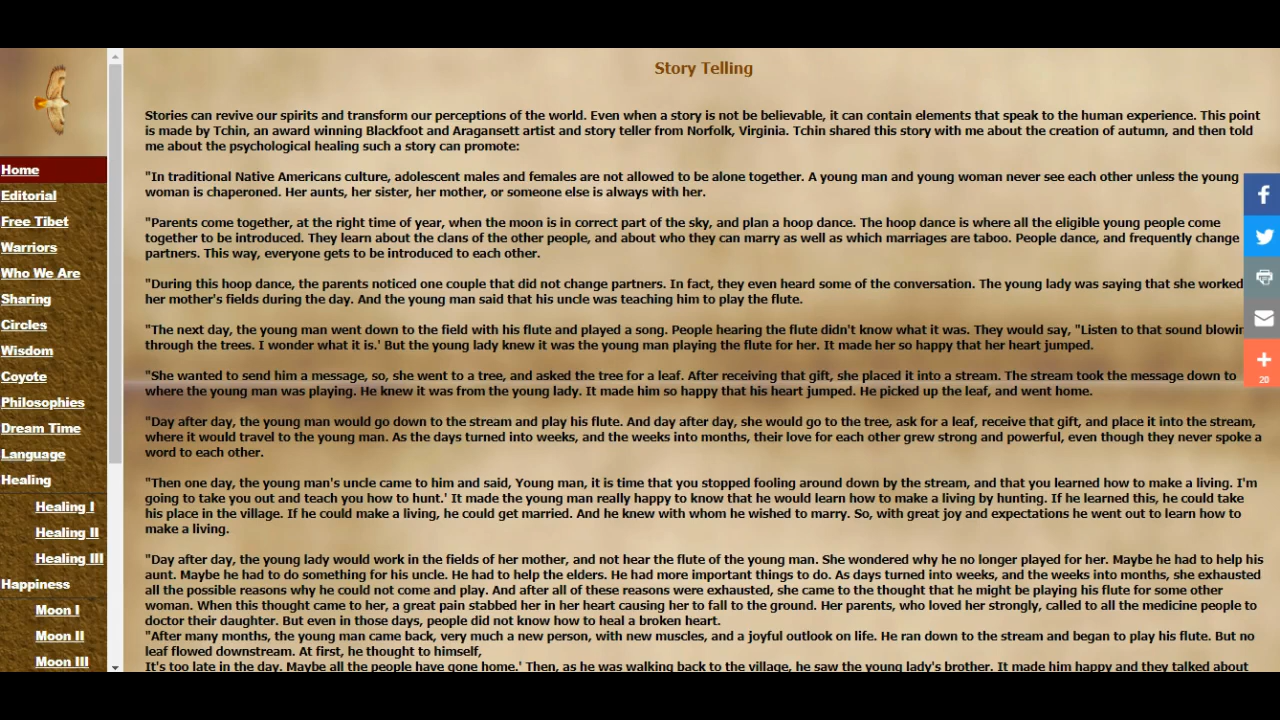 Story Telling
Stories can revive our spirits and transform our perceptions of the world. Even when a story is not be believable, it can contain elements that speak to the human experience. This point
is made by Tchin, an award winning Blackfoot and Aragansett artist and story teller from Norfolk, Virginia. Tchin shared this story with me about the creation of autumn, and then told
me about the psychological healing such a story can promote:
"In traditional Native Americans culture, adolescent males and females are not allowed to be alone together. A young man and young woman never see each other unless the young
woman is chaperoned. Her aunts, her sister, her mother, or someone else is always with her.
"Parents come together, at the right time of year, when the moon is in correct part of the sky, and plan a hoop dance. The hoop dance is where all the eligible young people come
together to be introduced. They learn about the clans of the other people, and about who they can marry as well as which marriages are taboo. People dance, and frequently change
partners. This way, everyone gets to be introduced to each other.
"During this hoop dance, the parents noticed one couple that did not change partners. In fact, they even heard some of the conversation. The young lady was saying that she worked
her mother's fields during the day. And the young man said that his uncle was teaching him to play the flute.
"The next day, the young man went down to the field with his flute and played a song. People hearing the flute didn't know what it was. They would say, "Listen to that sound
through the trees. I wonder what it is.' But the young lady knew it was the young man playing the flute for her. It made her so happy that her heart jumped.
"She wanted to send him a message, so, she went to a tree, and asked the tree for a leaf. After receiving that gift, she placed it into a stream. The stream took the message down to
where the young man was playing. He knew it was from the young lady. It made him so happy that his heart jumped. He picked up the leaf, and went home.
"Day after day, the young man would go down to the stream and play his flute. And day after day, she would go to the tree, ask for a leaf, receive that gift, and place it into the stream,
where it would travel to the young man. As the days turned into weeks, and the weeks into months, their love for each other grew strong and powerful, even though they never spoke a
word to each other.
"Then one day, the young man's uncle came to him and said, Young man, it is time that you stopped fooling around down by the stream, and that you learned how to make a living. I'm
going to take you out and teach you how to hunt.' It made the young man really happy to know that he would learn how to make a living by hunting. If he learned this, he could take
his place in the village. If he could make a living, he could get married. And he knew with whom he wished to marry. So, with great joy and expectations he went out to learn how to
make a living.
"Day after day, the young lady would work in the fields of her mother, and not hear the flute of the young man. She wondered why he no longer played for her. Maybe he had to help his
aunt. Maybe he had to do something for his uncle. He had to help the elders. He had more important things to do. As days turned into weeks, and the weeks into months, she exhausted
all the possible reasons why he could not come and play. And after all of these reasons were exhausted, she came to the thought that he might be playing his flute for some other
woman. When this thought came to her, a great pain stabbed her in her heart causing her to fall to the ground. Her parents, who loved her strongly, called to all the medicine people to
doctor their daughter. But even in those days, people did not know how to heal a broken heart.
"After many months, the young man came back, very much a new person, with new muscles, and a joyful outlook on life. He ran down to the stream and began to play his flute. But no
leaf flowed downstream. At first, he thought to himself,
It's too late in the day. Maybe all the people have gone home.' Then, as he was walking back to the village, he saw the young lady's brother. It made him happy and they talked about
Home
Editorial
Free Tibet
Warriors
Who We Are
Sharing
Circles
Wisdom
Coyote
Philosophies
Dream Time
Language
Healing
Healing I
Healing II
Healing III
Happiness
Moon I
Moon II
Moon III
20